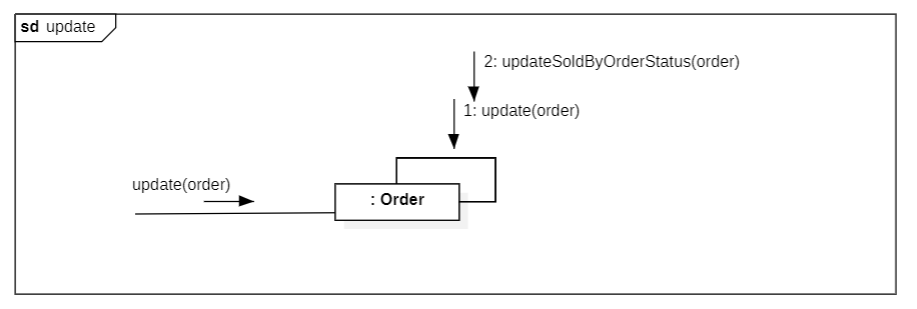 sd update
2: updateSoldByOrderStatus(order)
1: update(order)
update(order)
: Order